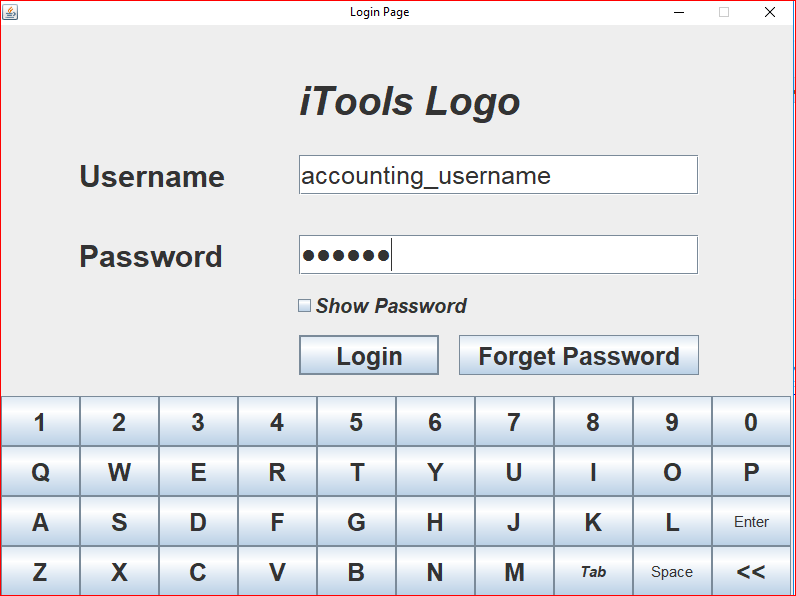 Login Page
iTools Logo
Username accounting_username
Password ●●●●●●
Show Password
Login Forget Password
1 2 3 4 5 6 7 8 9 0
Q W E R T Y U I O P
A S D F G H J K L Enter
Z X C V B N M Tab Space <<